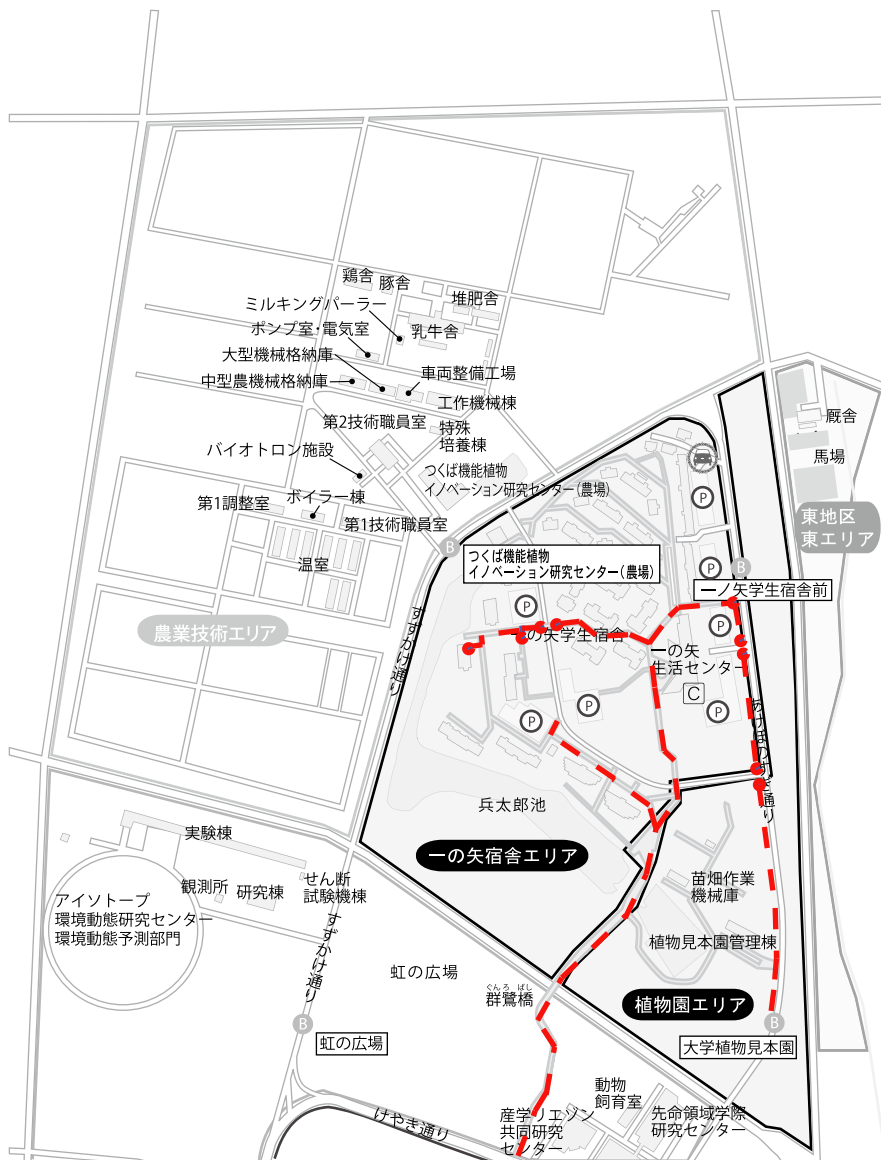 鶏舎
豚舎
堆肥舎
ミルキングパーラー
乳牛舎
ポンプ室・電気室
大型機械格納庫
車両整備工場
中型農機械格納庫
工作機械棟
第2技術職員室
特殊
培養棟
バイオトロン施設
つくば機能植物
イノベーション研究センター(農場)
第1調整室
ボイラー棟
第1技術職員室
温室
厩舎
馬場
東地区
東エリア
P
P
P
P
P
P
P
B
B
つくば機能植物
イノベーション研究センター(農場)
一ノ矢学生宿舎前
農業技術エリア
すずかけ通り
一の矢学生宿舎
一の矢
生活センター
C
あけぼのすぎ通り
兵太郎池
一の矢宿舎エリア
実験棟
観測所
研究棟
せん断
試験機棟
アイソトープ
環境動態研究センター
環境動態予測部門
すずかけ通り
苗畑作業
機械庫
植物見本園管理棟
虹の広場
ぐんろ ばし
群鷺橋
植物園エリア
B
虹の広場
B
大学植物見本園
けやき通り
産学リエゾン
共同研究
センター
動物
飼育室
先命領域学際
研究センター